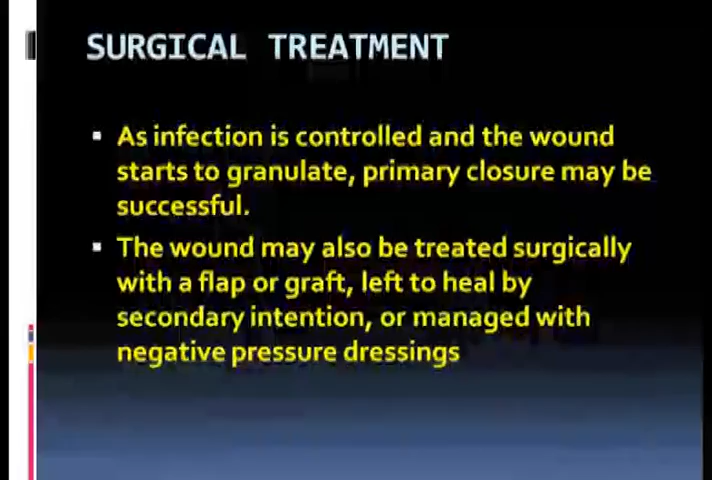 SURGICAL TREATMENT
▪ As infection is controlled and the wound
starts to granulate, primary closure may be
successful.
▪ The wound may also be treated surgically
with a flap or graft, left to heal by
secondary intention, or managed with
negative pressure dressings